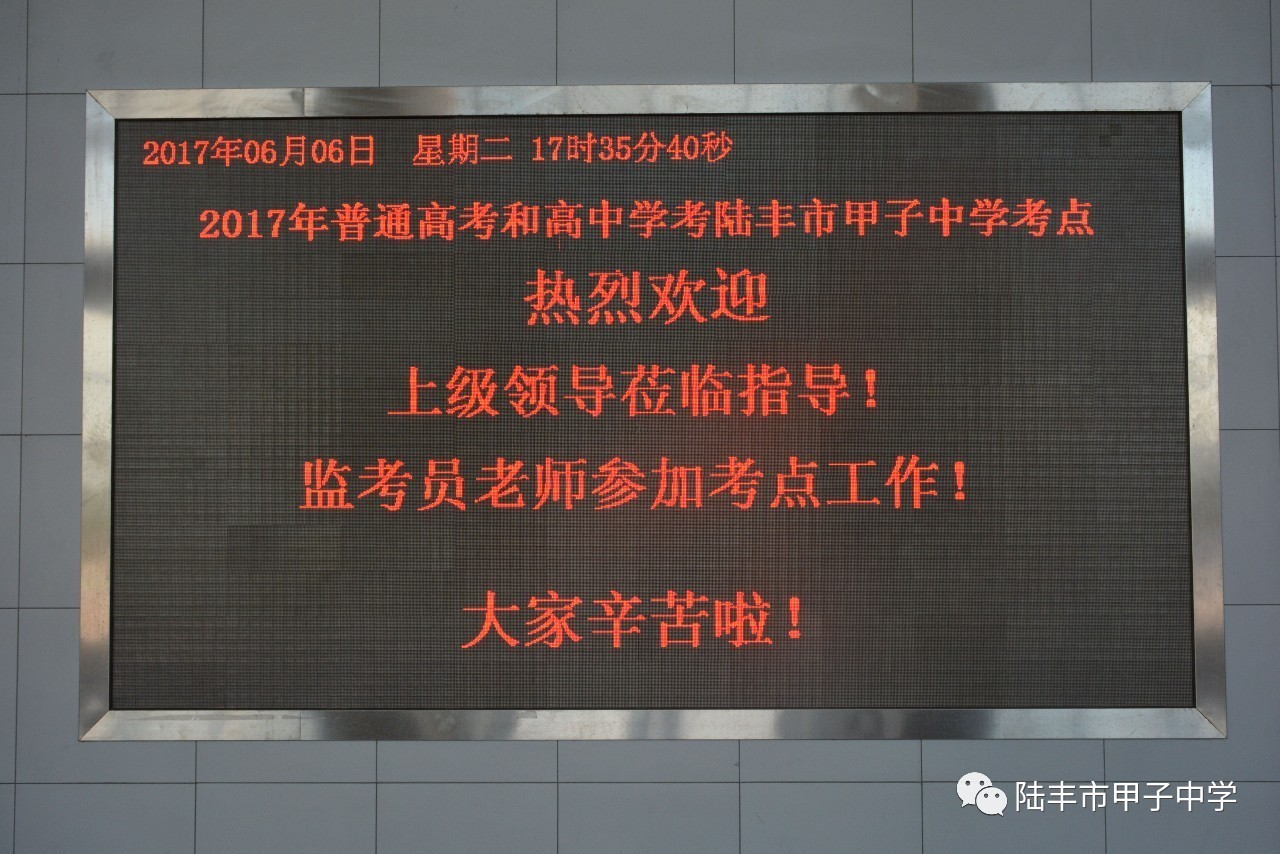 2017年06月06日 星期二 17时35分40秒
2017年普通高考和高中学考陆丰市甲子中学考点
热烈欢迎
上级领导莅临指导！
监考员老师参加考点工作！
大家辛苦啦！
陆丰市甲子中学